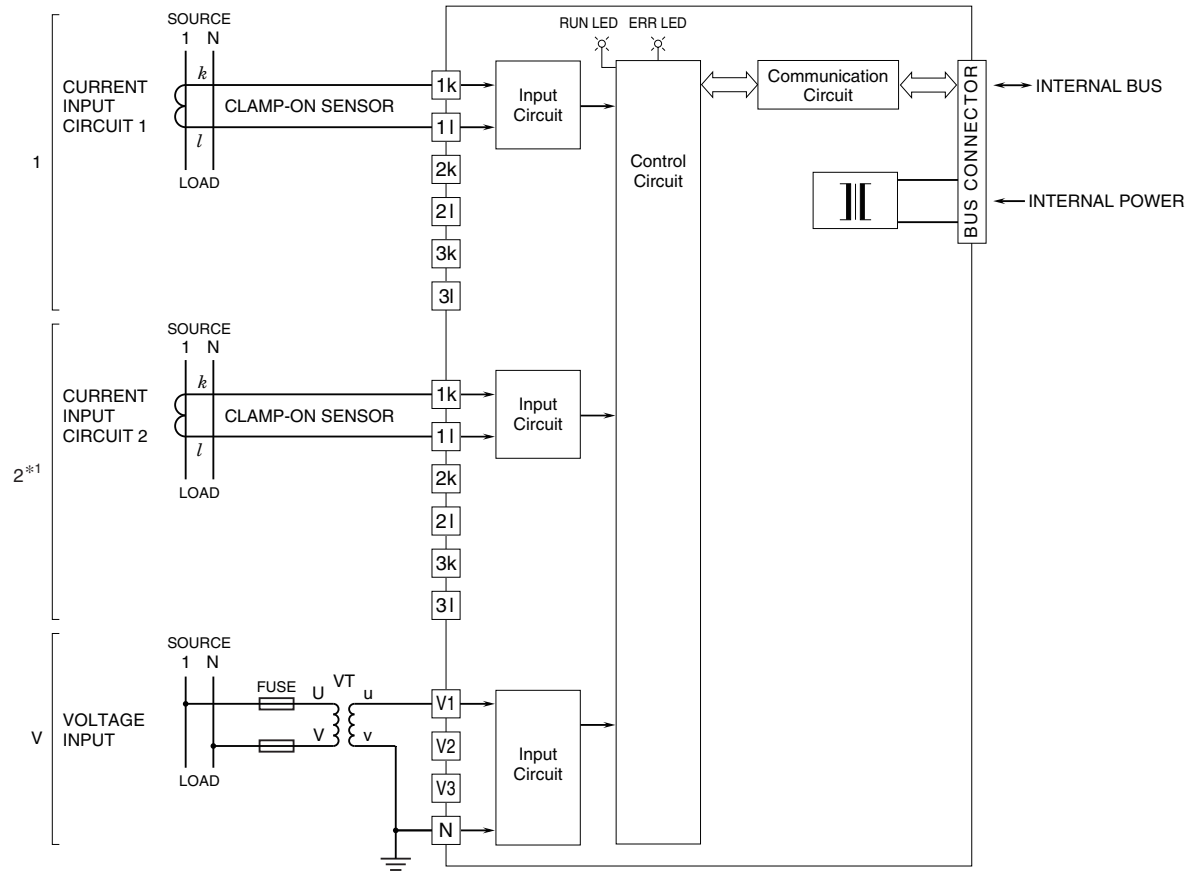 SOURCE
1 N
CURRENT
INPUT
CIRCUIT 1
k
CLAMP-ON SENSOR
l
LOAD
1
1k
1l
2k
2l
3k
3l
Input
Circuit
RUN LED ERR LED
Control
Circuit
Communication
Circuit
BUS CONNECTOR
INTERNAL BUS
INTERNAL POWER
SOURCE
1 N
CURRENT
INPUT
CIRCUIT 2
k
CLAMP-ON SENSOR
l
LOAD
2*1
1k
1l
2k
2l
3k
3l
Input
Circuit
SOURCE
1 N
V
VOLTAGE
INPUT
FUSE
U VT u
V v
LOAD
V1
V2
V3
N
Input
Circuit